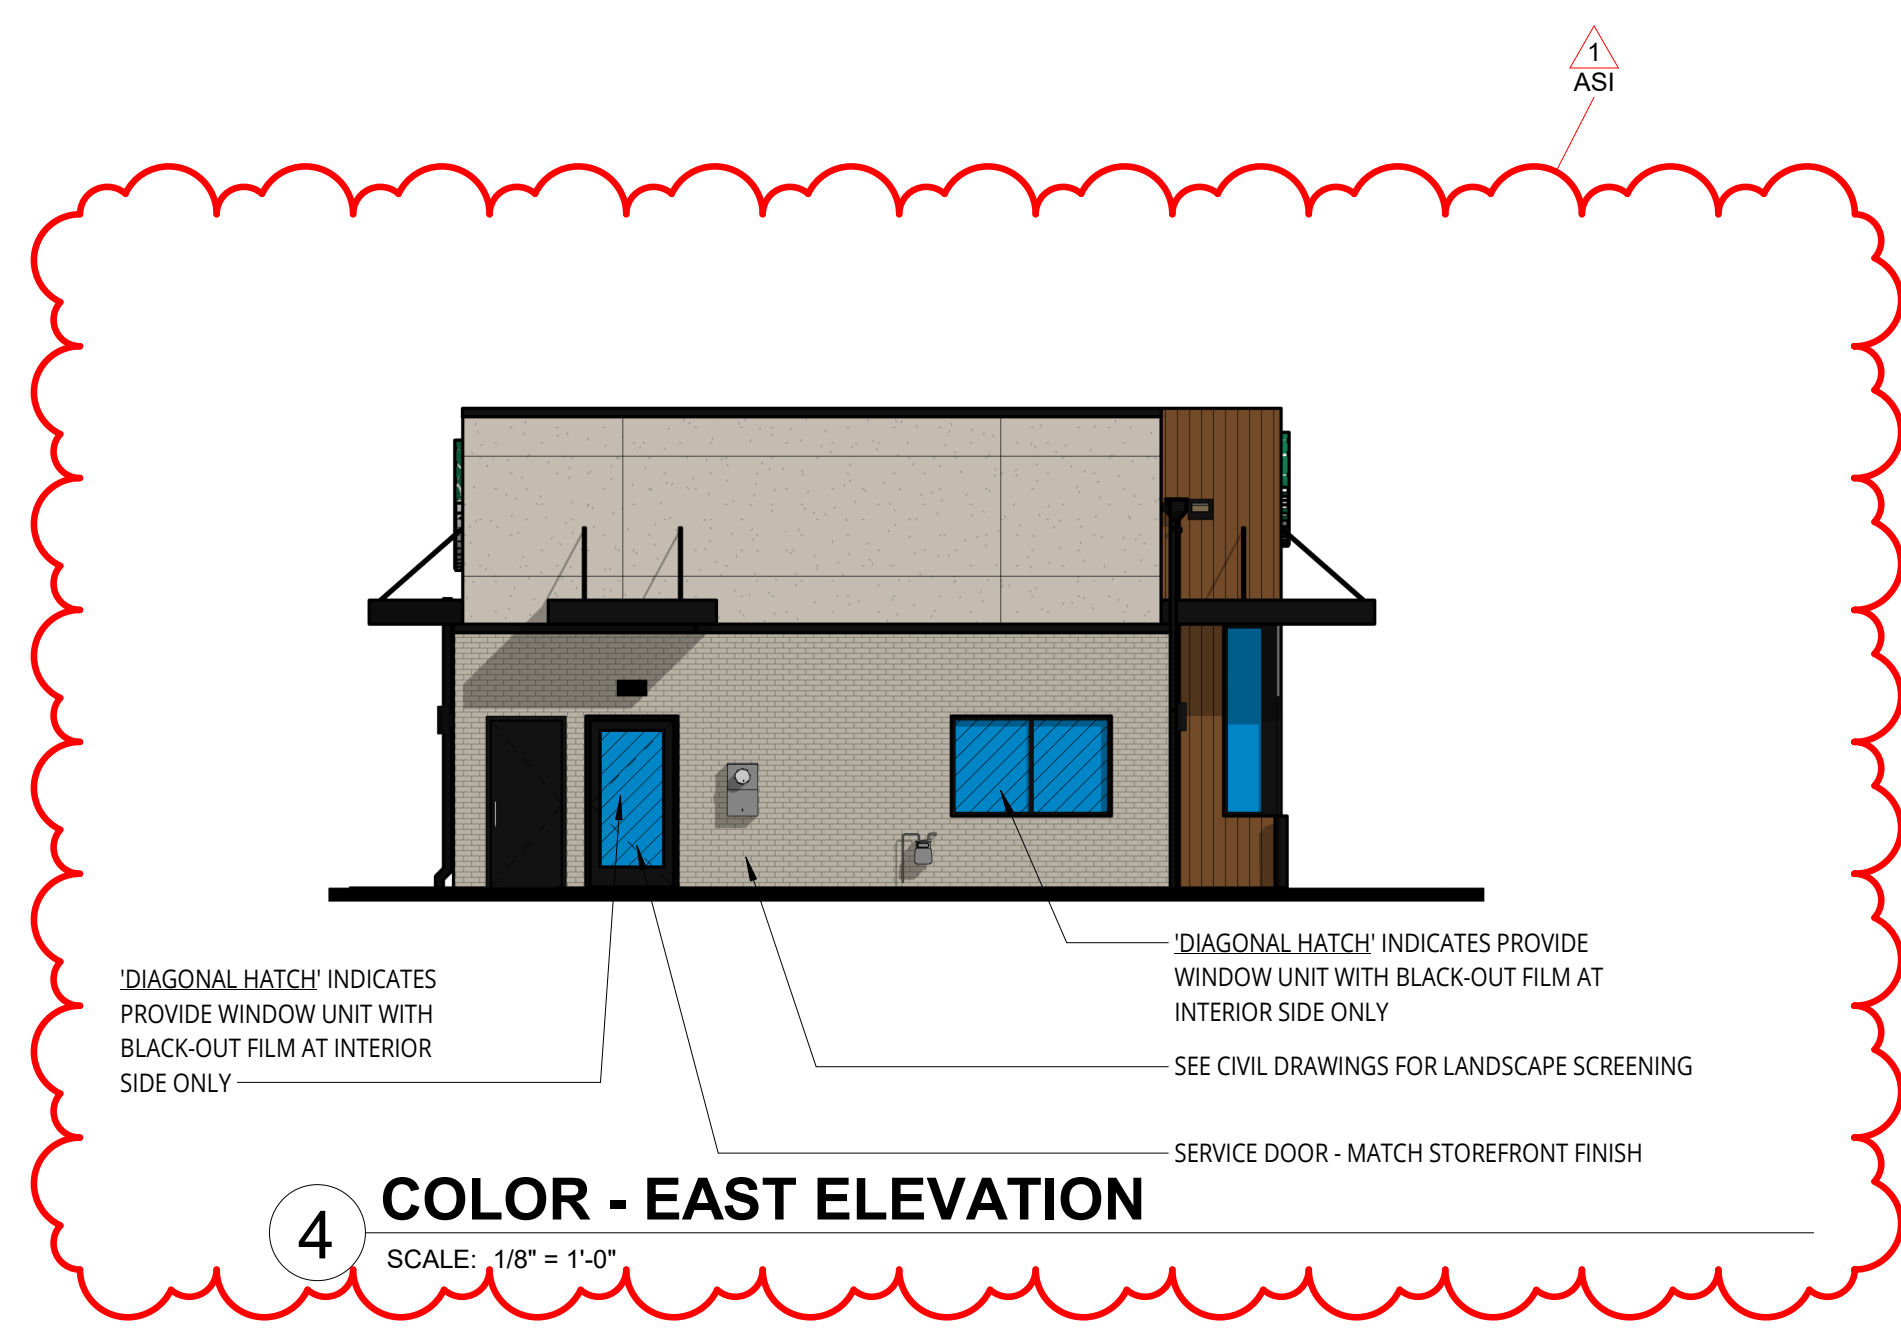 1
ASI
'DIAGONAL HATCH' INDICATES
PROVIDE WINDOW UNIT WITH
BLACK-OUT FILM AT INTERIOR
SIDE ONLY
'DIAGONAL HATCH' INDICATES PROVIDE
WINDOW UNIT WITH BLACK-OUT FILM AT
INTERIOR SIDE ONLY
SEE CIVIL DRAWINGS FOR LANDSCAPE SCREENING
SERVICE DOOR - MATCH STOREFRONT FINISH
4
COLOR - EAST ELEVATION
SCALE: 1/8" = 1'-0"